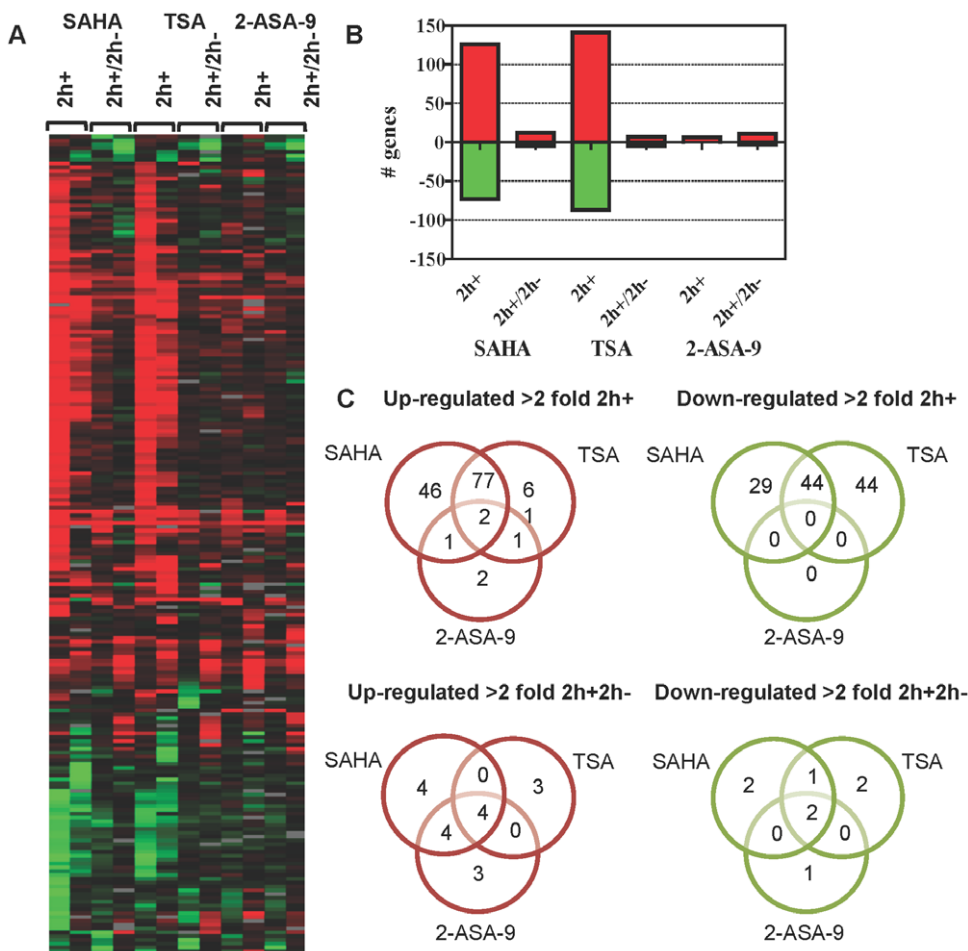 A
SAHA TSA 2-ASA-9
2h+ 2h+/2h- 2h+ 2h+/2h- 2h+ 2h+/2h-
B
# genes
150
100
50
0
-50
-100
-150
2h+ 2h+/2h- 2h+ 2h+/2h- 2h+ 2h+/2h-
SAHA TSA 2-ASA-9
C
Up-regulated >2 fold 2h+
SAHA
TSA
46 77 6
2 1
1 1
2
2-ASA-9
Down-regulated >2 fold 2h+
SAHA
TSA
29 44 44
0
0 0
0
2-ASA-9
Up-regulated >2 fold 2h+2h-
SAHA
TSA
4 0 3
4
4 0
3
2-ASA-9
Down-regulated >2 fold 2h+2h-
SAHA
TSA
2 1 2
2
0 0
1
2-ASA-9